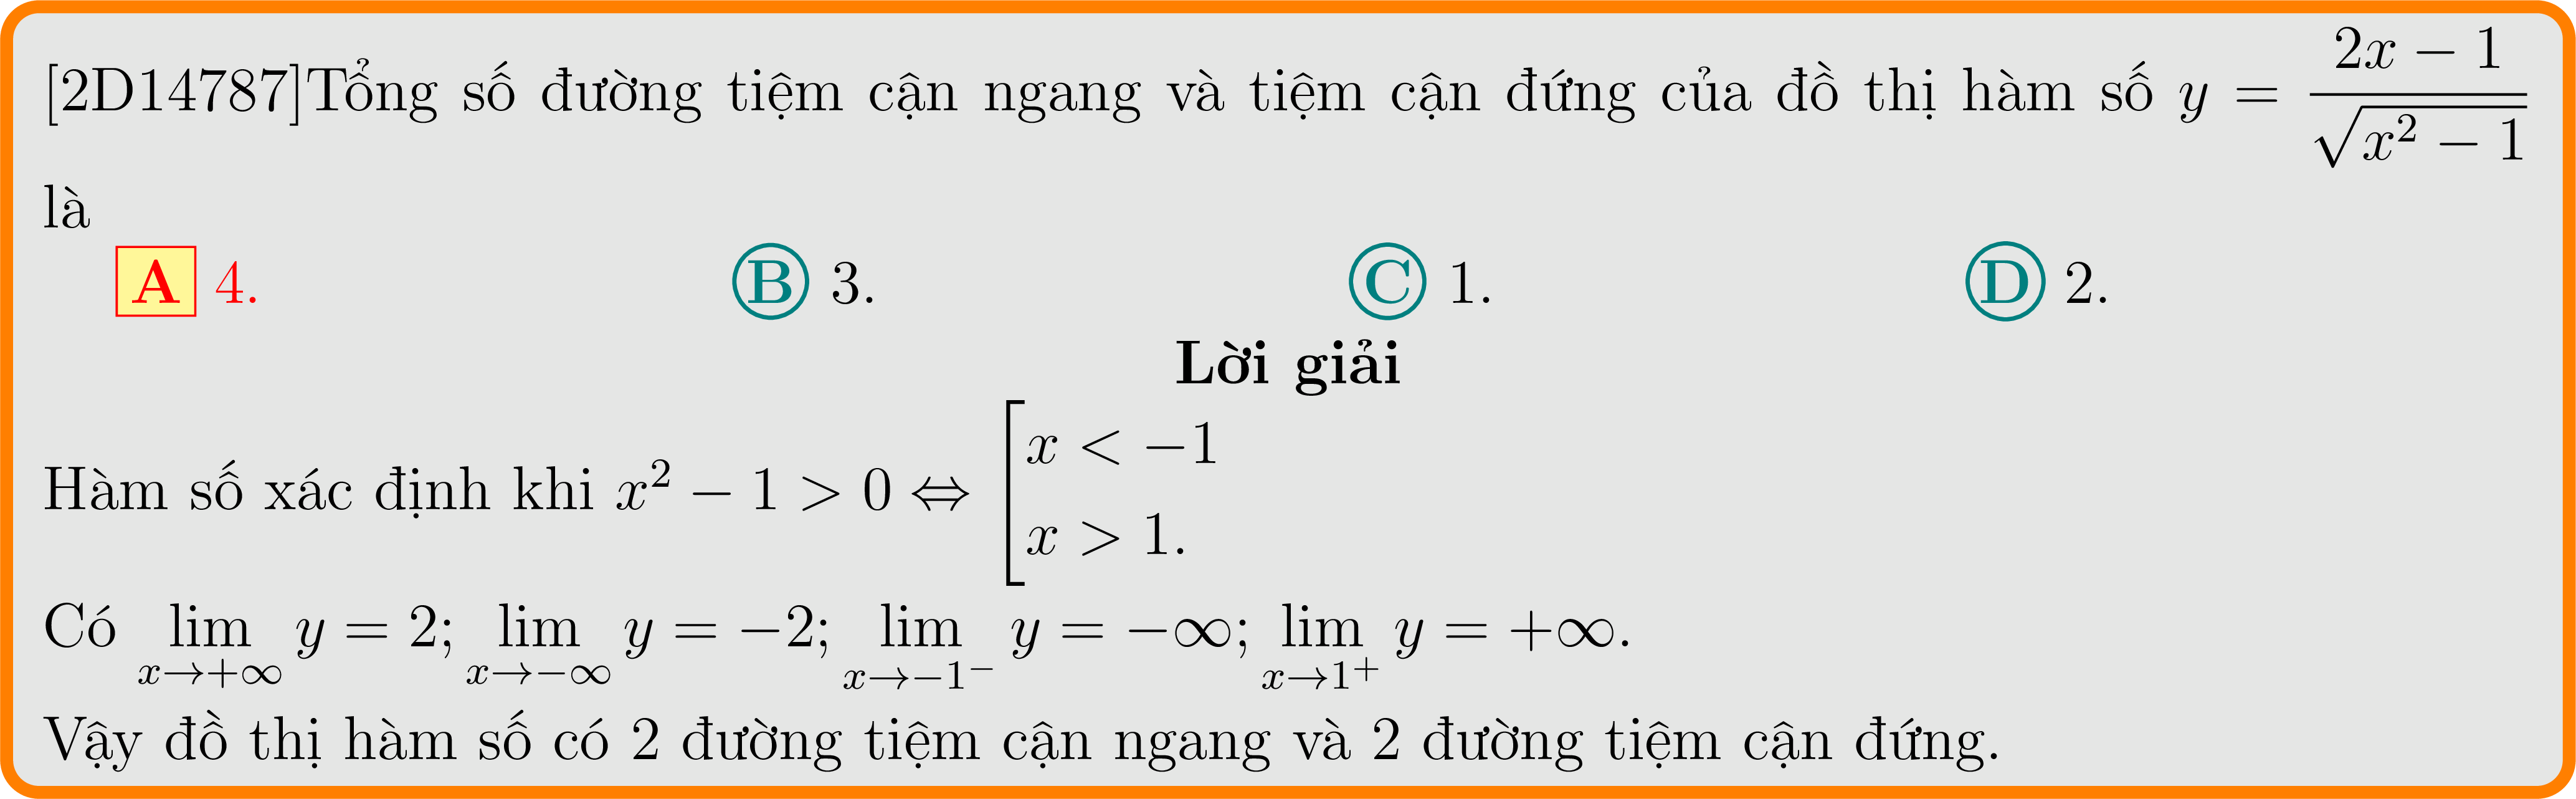 [2D14787]Tổng số đường tiệm cận ngang và tiệm cận đứng của đồ thị hàm số $y = \dfrac{2x-1}{\sqrt{x^2-1}}$
là
A 4. B 3. C 1. D 2.
Lời giải
Hàm số xác định khi $x^2 - 1 > 0 \Leftrightarrow \left[\begin{array}{l} x < -1 \\ x > 1. \end{array}\right.$
Có $\lim\limits_{x \to +\infty} y = 2; \lim\limits_{x \to -\infty} y = -2; \lim\limits_{x \to -1^-} y = -\infty; \lim\limits_{x \to 1^+} y = +\infty.$
Vậy đồ thị hàm số có 2 đường tiệm cận ngang và 2 đường tiệm cận đứng.